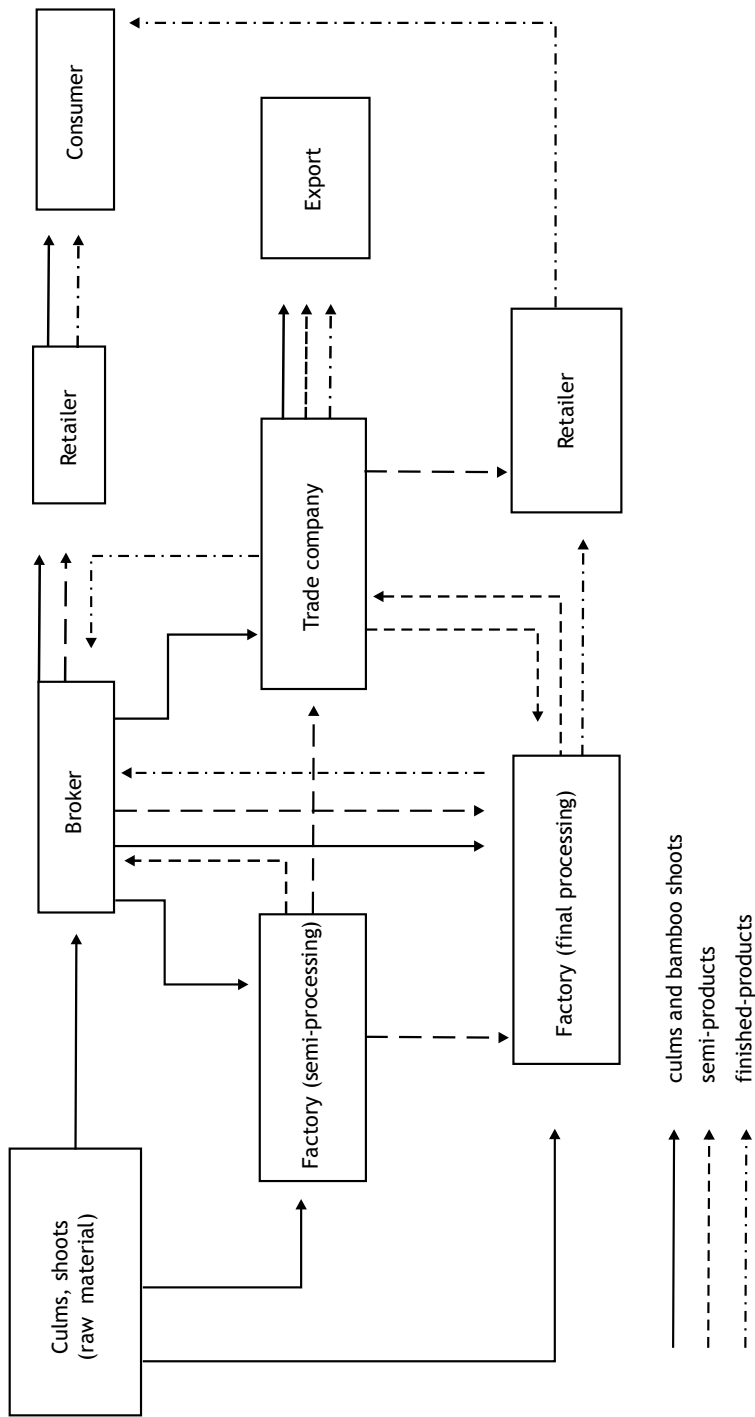 Culms, shoots
(raw material)
Broker
Retailer
Consumer
Factory (semi-processing)
Trade company
Export
Factory (final processing)
Retailer
culms and bamboo shoots
semi-products
finished-products